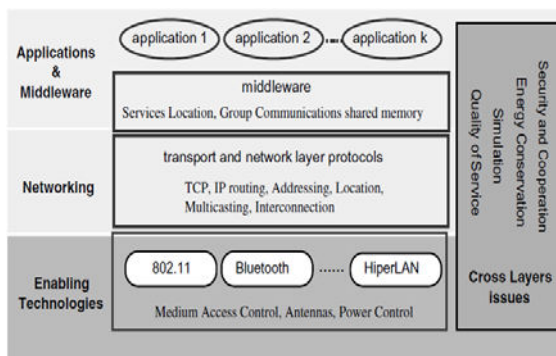 Applications
&
Middleware
application 1
application 2
....
application k
middleware
Services Location, Group Communications shared memory
Networking
transport and network layer protocols
TCP, IP routing, Addressing, Location,
Multicasting, Interconnection
Enabling
Technologies
802.11
Bluetooth
......
HiperLAN
Medium Access Control, Antennas, Power Control
Security and Cooperation
Energy Conservation
Simulation
Quality of Service
Cross Layers
issues